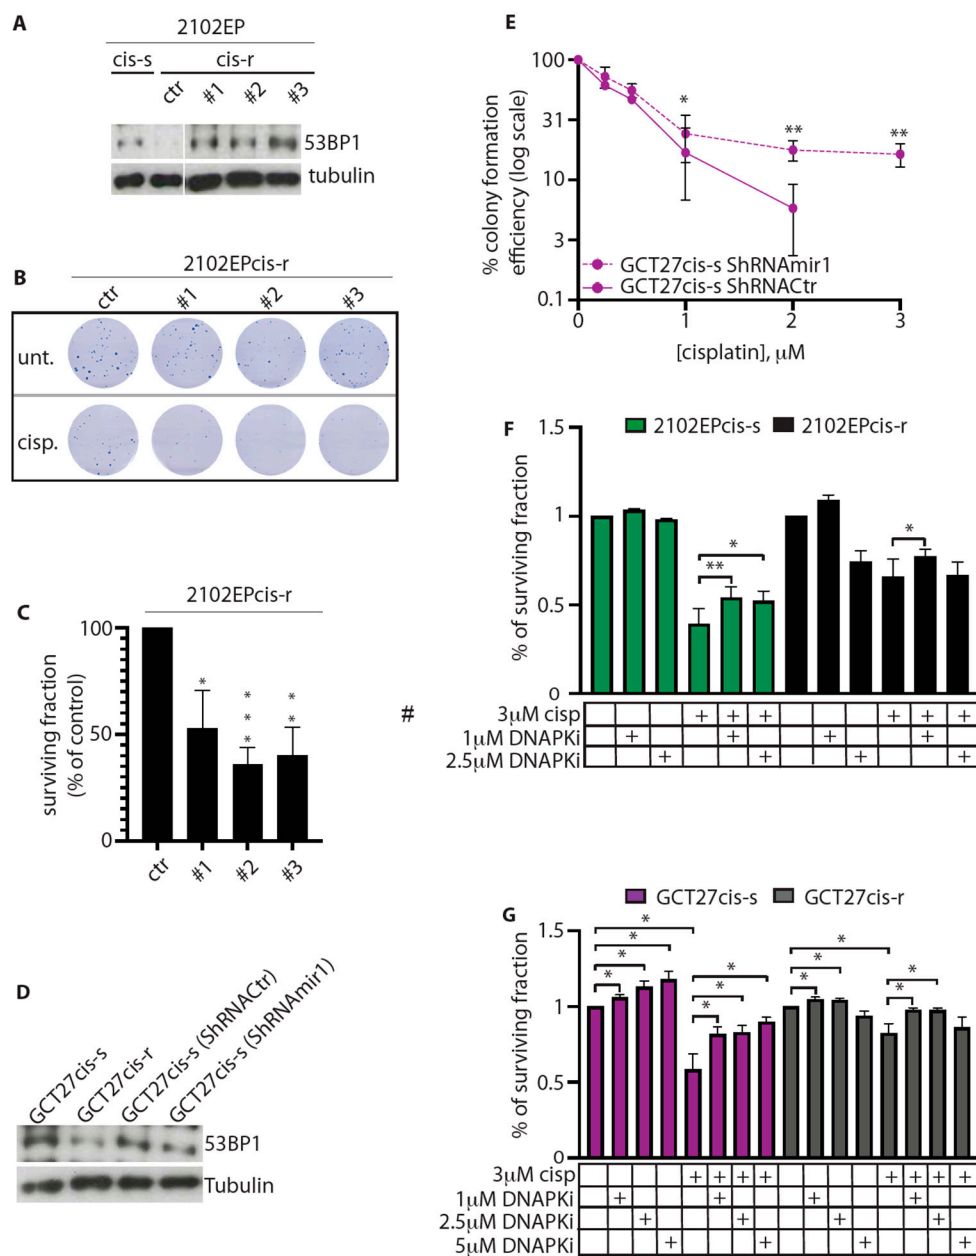 A
2102EP
cis-s cis-r
ctr #1 #2 #3
53BP1
tubulin
B
2102EPcis-r
ctr #1 #2 #3
unt.
cisp.
C
2102EPcis-r
surviving fraction
(% of control)
100
50
0
* *** **
#
ctr #1 #2 #3
D
GCT27cis-s
GCT27cis-r
GCT27cis-s (ShRNACtr)
GCT27cis-s (ShRNAmir1)
53BP1
Tubulin
E
% colony formation
efficiency (log scale)
100
31
10
3
0.1
* ** **
GCT27cis-s ShRNAmir1
GCT27cis-s ShRNACtr
0 1 2 3
[cisplatin], μM
F
2102EPcis-s 2102EPcis-r
% of surviving fraction
1.5
1
0.5
0
** * *
3μM cisp + + + + + +
1μM DNAPKi + + + +
2.5μM DNAPKi + + + +
G
GCT27cis-s GCT27cis-r
% of surviving fraction
1.5
1
0.5
0
* * * * * * * * * * * *
3μM cisp + + + + + + + +
1μM DNAPKi + + + +
2.5μM DNAPKi + + + +
5μM DNAPKi + + + +